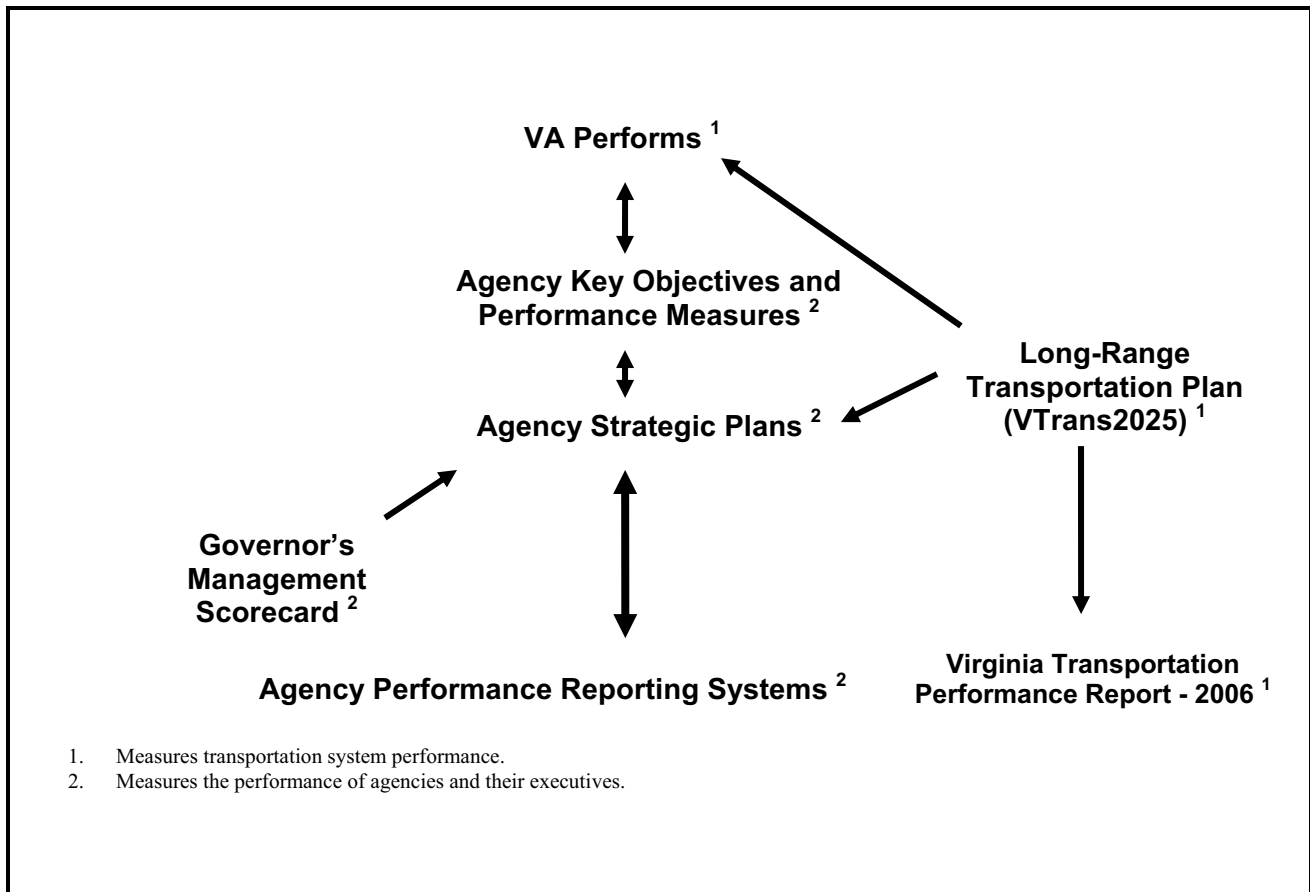 VA Performs 1
Agency Key Objectives and
Performance Measures 2
Long-Range
Transportation Plan
(VTrans2025) 1
Agency Strategic Plans 2
Governor’s
Management
Scorecard 2
Agency Performance Reporting Systems 2
Virginia Transportation
Performance Report - 2006 1
1. Measures transportation system performance.
2. Measures the performance of agencies and their executives.